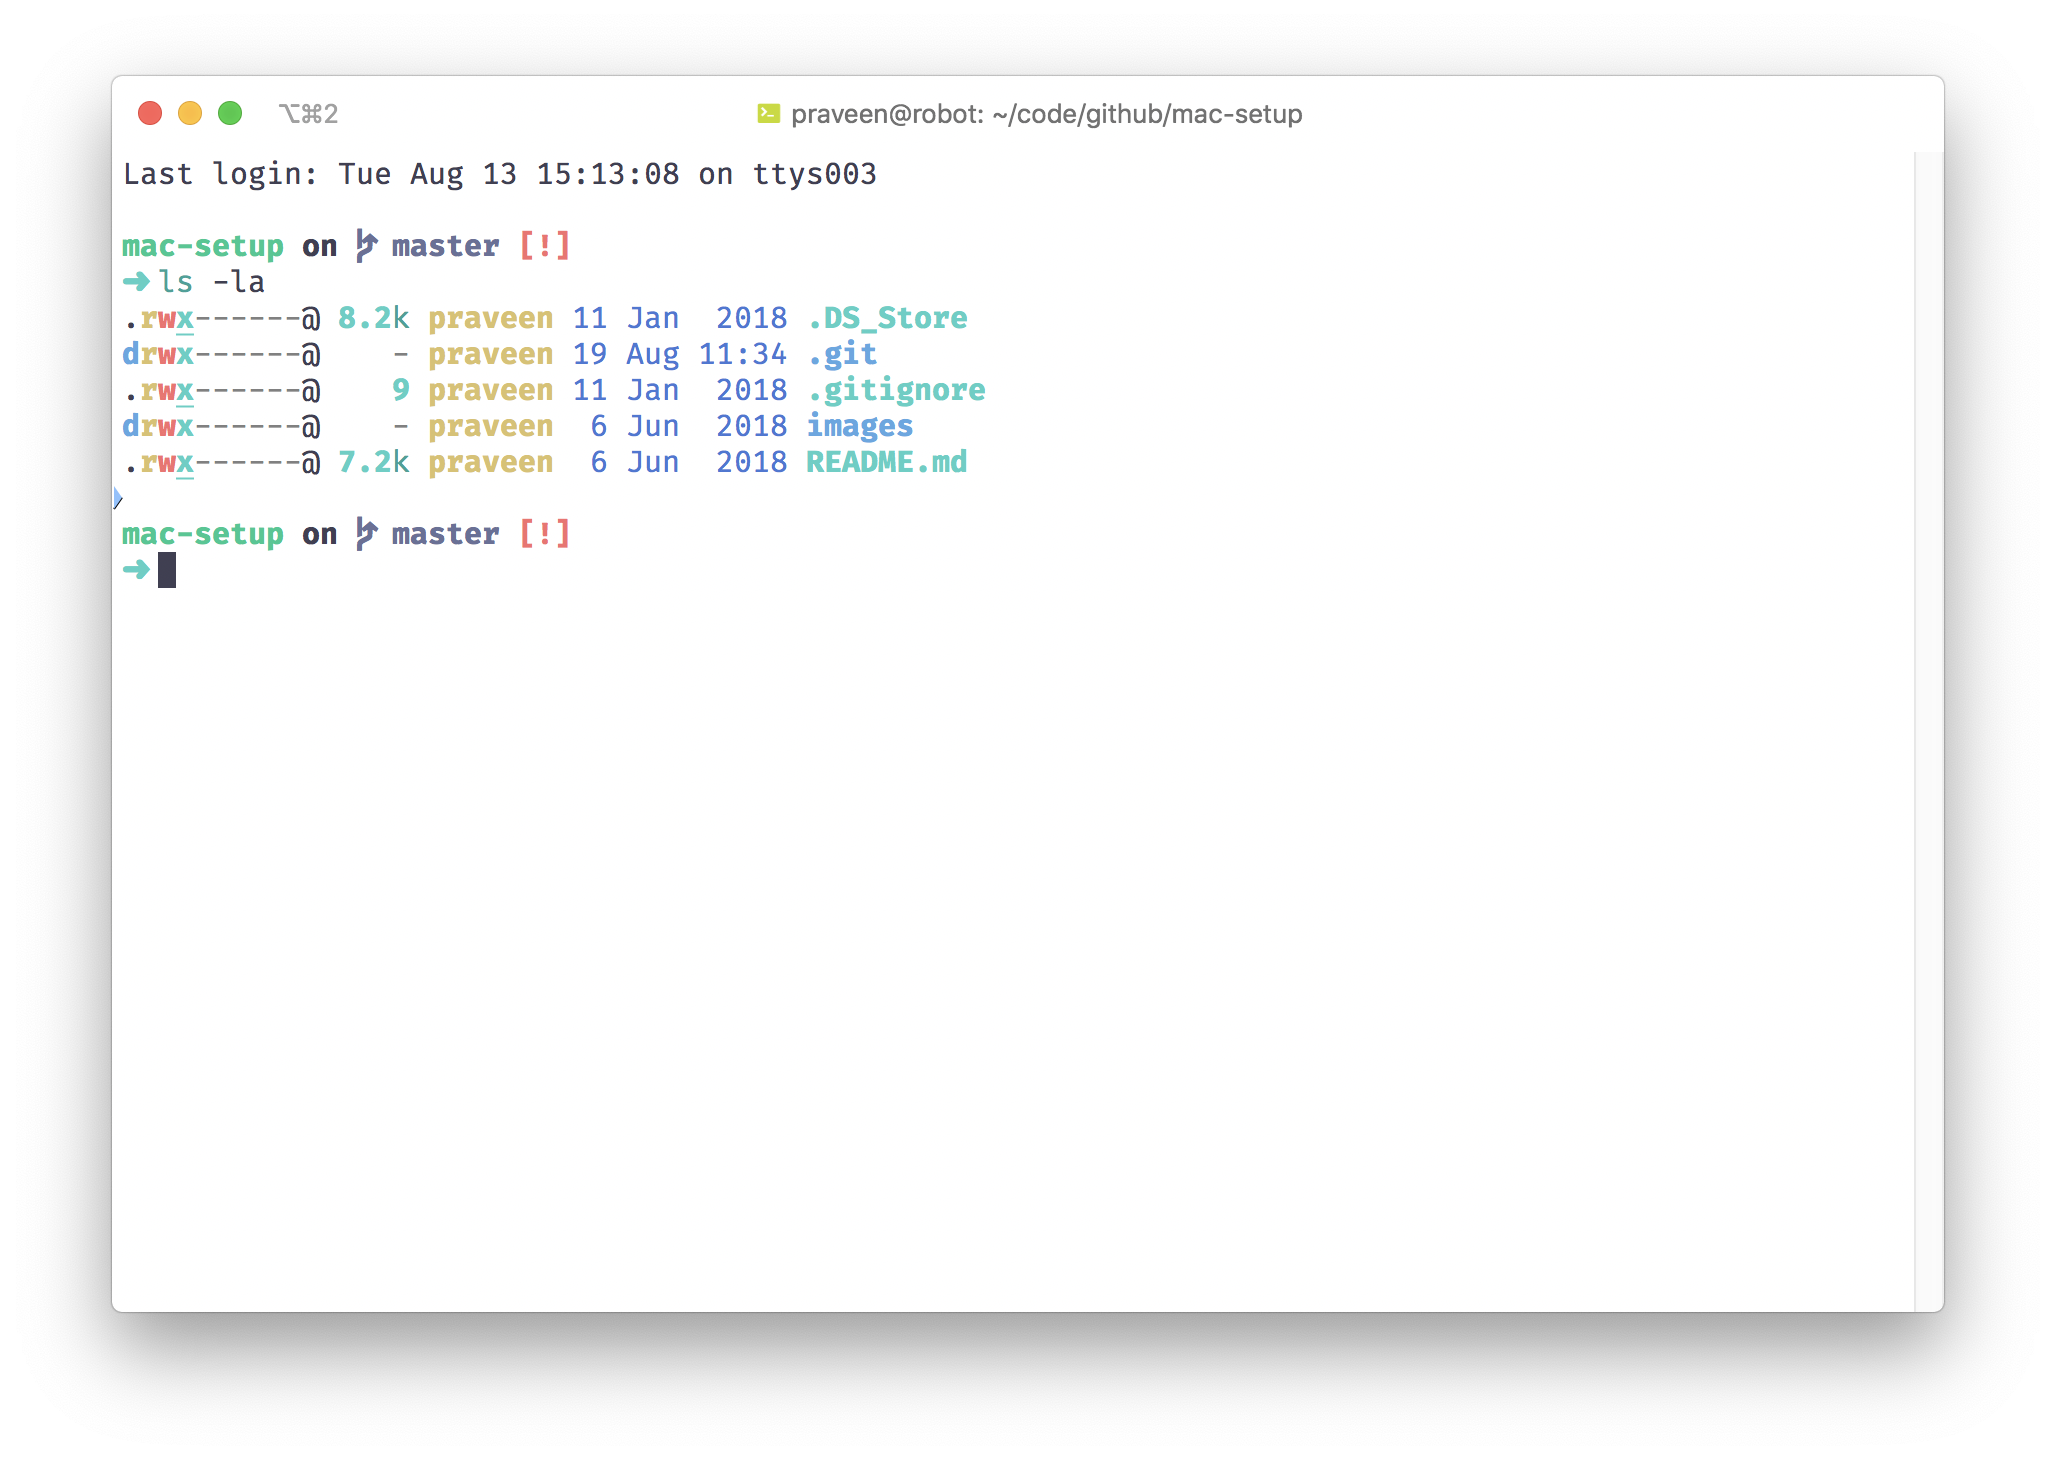 ⌥⌘2 praveen@robot: ~/code/github/mac-setup
Last login: Tue Aug 13 15:13:08 on ttys003
mac-setup on master [!]
➜ ls -la
.rwx------@ 8.2k praveen 11 Jan  2018 .DS_Store
drwx------@    - praveen 19 Aug 11:34 .git
.rwx------@    9 praveen 11 Jan  2018 .gitignore
drwx------@    - praveen  6 Jun  2018 images
.rwx------@ 7.2k praveen  6 Jun  2018 README.md
mac-setup on master [!]
➜